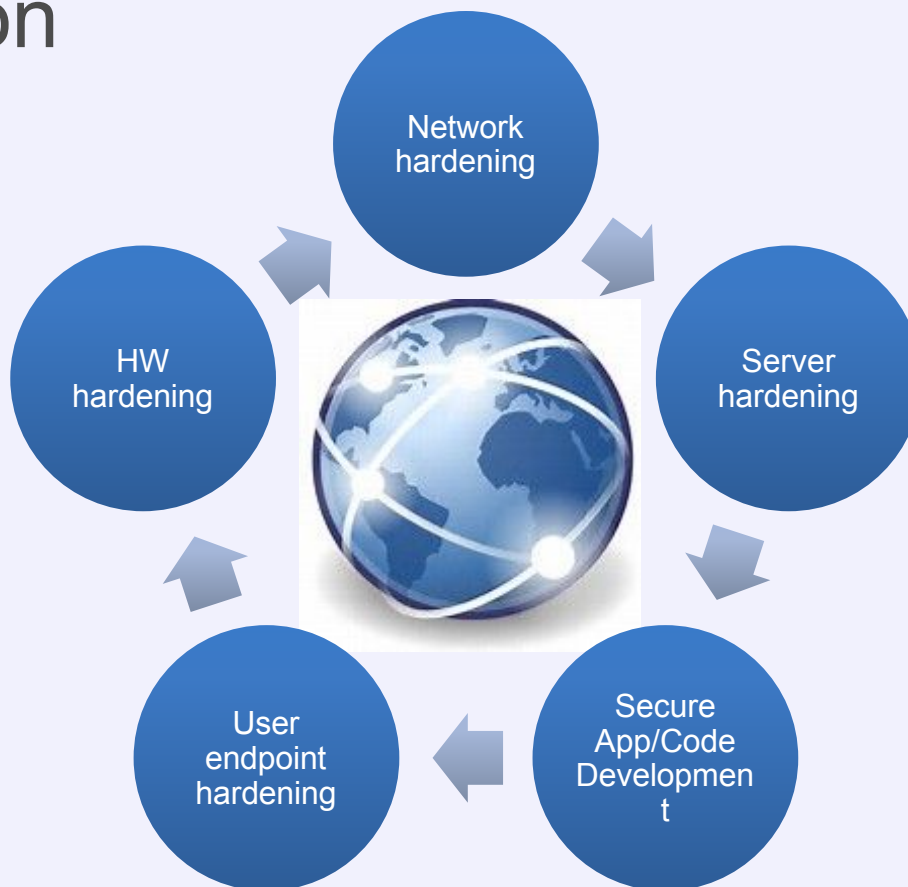 on
Network
hardening
HW
hardening
Server
hardening
User
endpoint
hardening
Secure
App/Code
Developmen
t